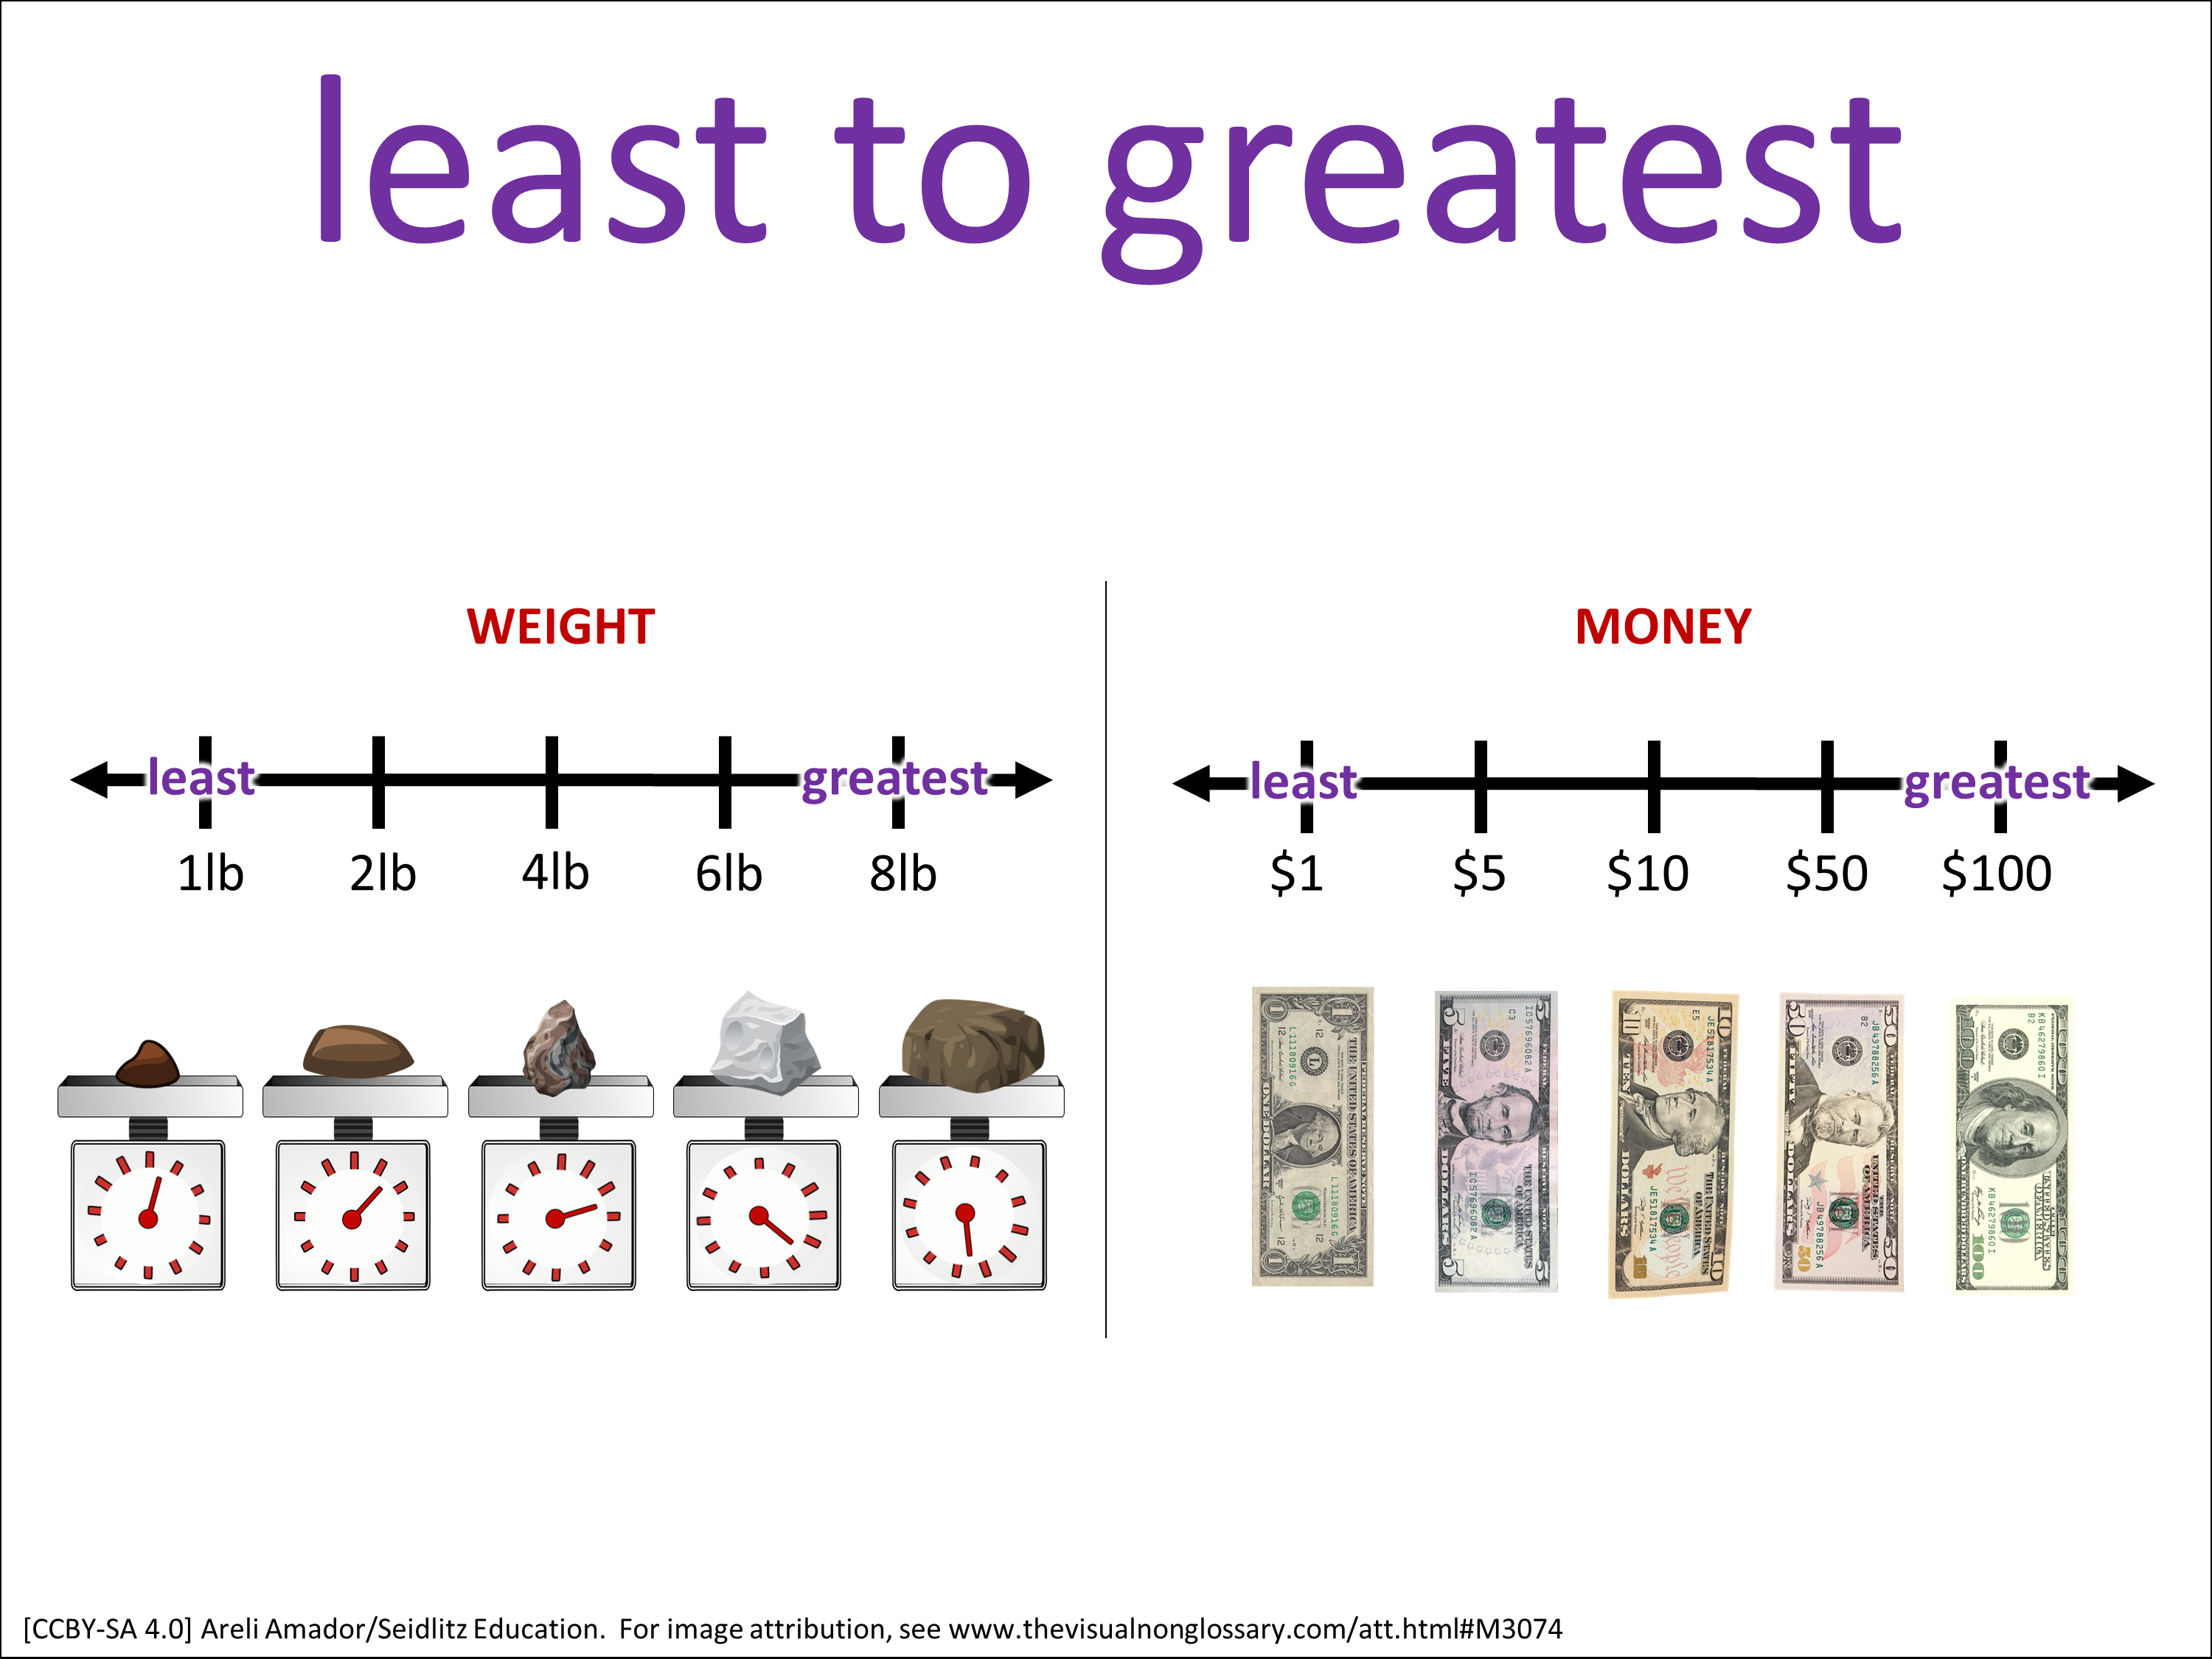 least to greatest
WEIGHT
least greatest
1lb 2lb 4lb 6lb 8lb
MONEY
least greatest
$1 $5 $10 $50 $100
[CCBY-SA 4.0] Areli Amador/Seidlitz Education.  For image attribution, see www.thevisualnonglossary.com/att.html#M3074